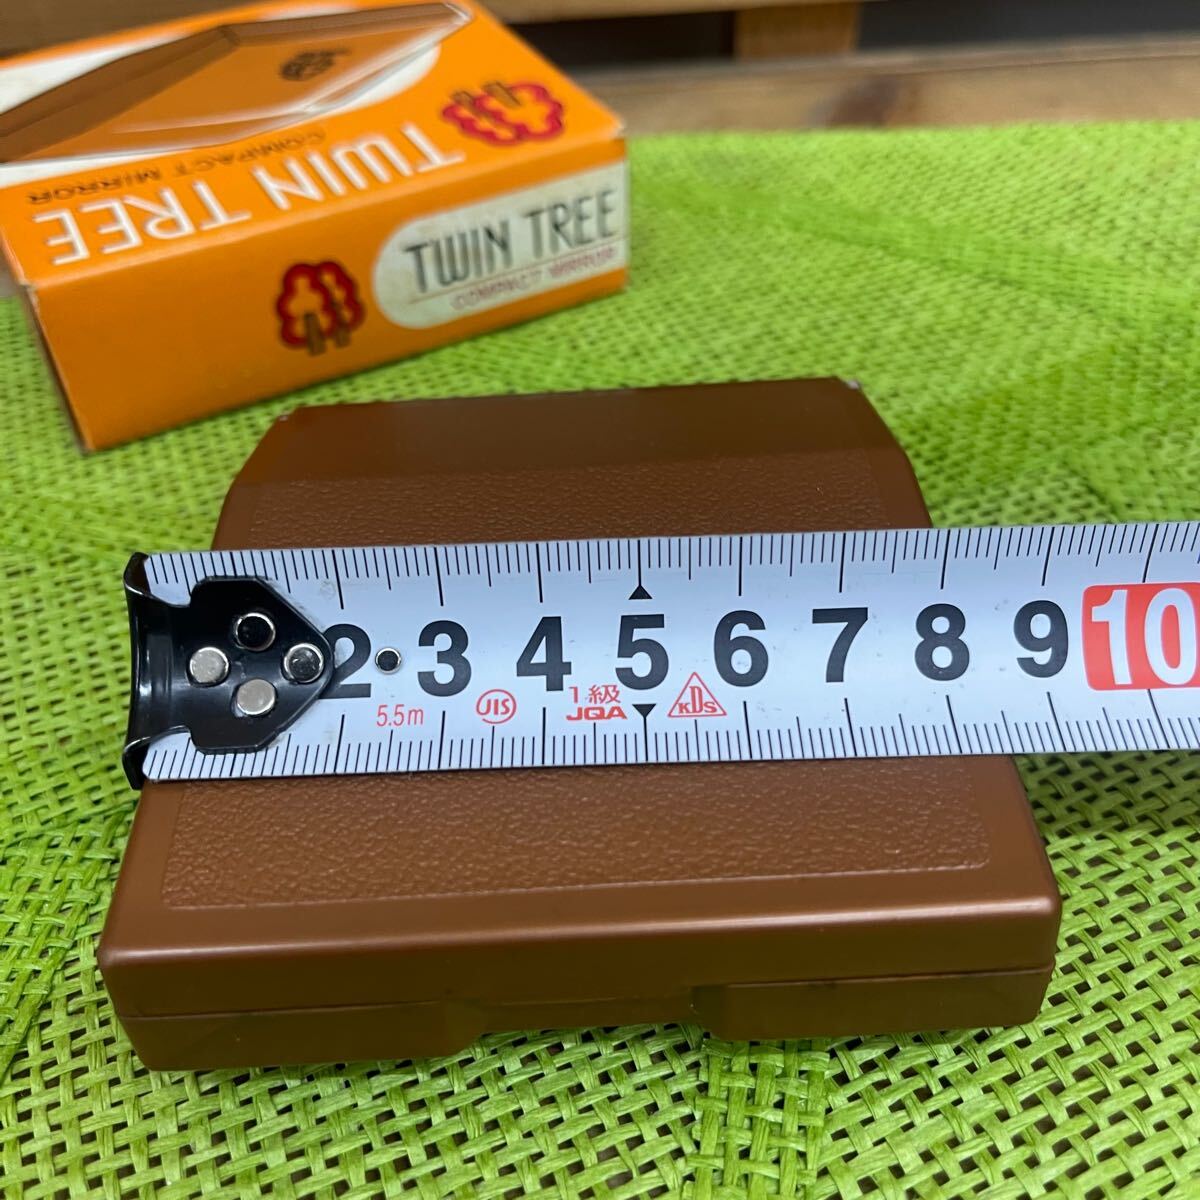 TWIN TREE
COMPACT MIRROR
TWIN TREE
COMPACT MIRROR
2 3 4 5 6 7 8 9 10
5.5m JIS 1級 JQA KDS